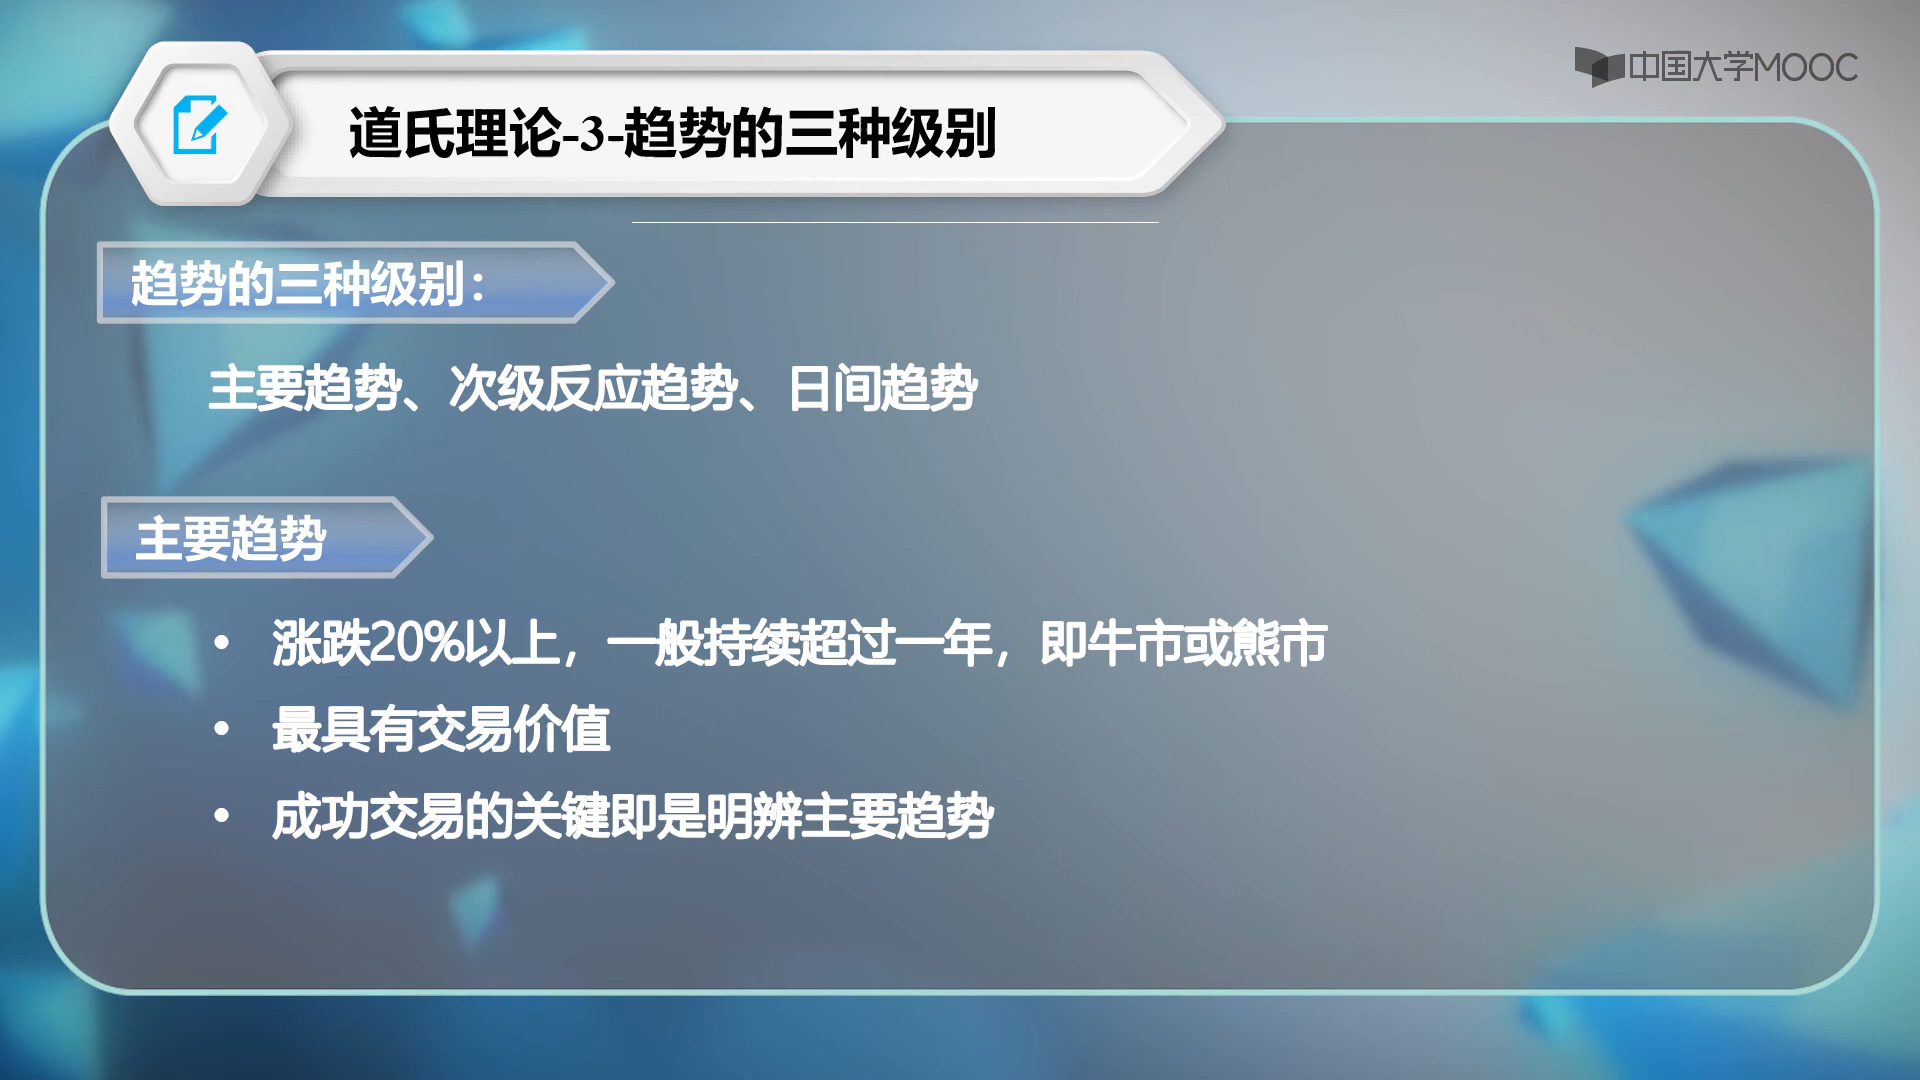 中国大学MOOC
道氏理论-3-趋势的三种级别
趋势的三种级别：
主要趋势、次级反应趋势、日间趋势
主要趋势
• 涨跌20%以上，一般持续超过一年，即牛市或熊市
• 最具有交易价值
• 成功交易的关键即是明辨主要趋势